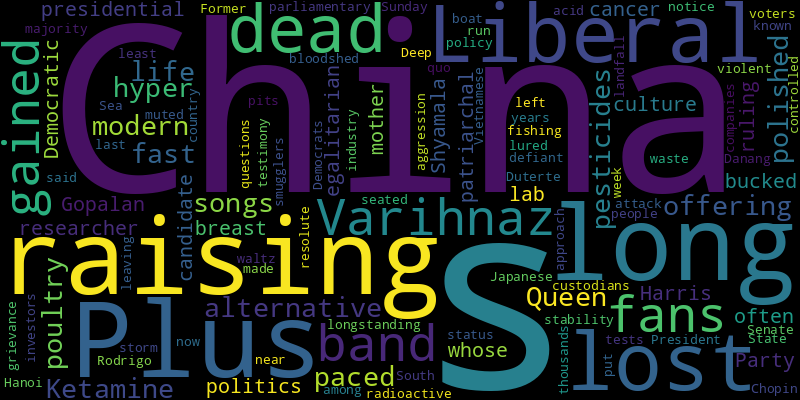 presidential
Former
parliamentary
Sunday
acid
cancer
notice
majority
dead
boat
run
policy
Liberal
voters
known
China
least
bloodshed
Deep
violent
landfall
gained
Democratic
life
hyper
modern
fast
Sea
muted
last
country
pits
quo
egalitarian
industry
mother
aggression
Shyamala
patriarchal
Vietnamese
left
years
fishing
lured
defiant
Duterte
lab
pesticides
culture
companies
ruling
polished
controlled
waste
Danang
bucked
said
questions
testimony
smugglers
Democrats
Gopalan
candidate
songs
seated
week
attack
people
offering
researcher
breast
resolute
Varihnaz
approach
long
raising
leaving
waltz
made
S
Japanese
custodians
Queen
Harris
fans
often
poultry
grievance
investors
Plus
alternative
longstanding
band
whose
status
stability
Senate
State
storm
now
Rodrigo
near
tests
President
Party
thousands
put
lost
Hanoi
Ketamine
politics
paced
among
South
radioactive
Chopin